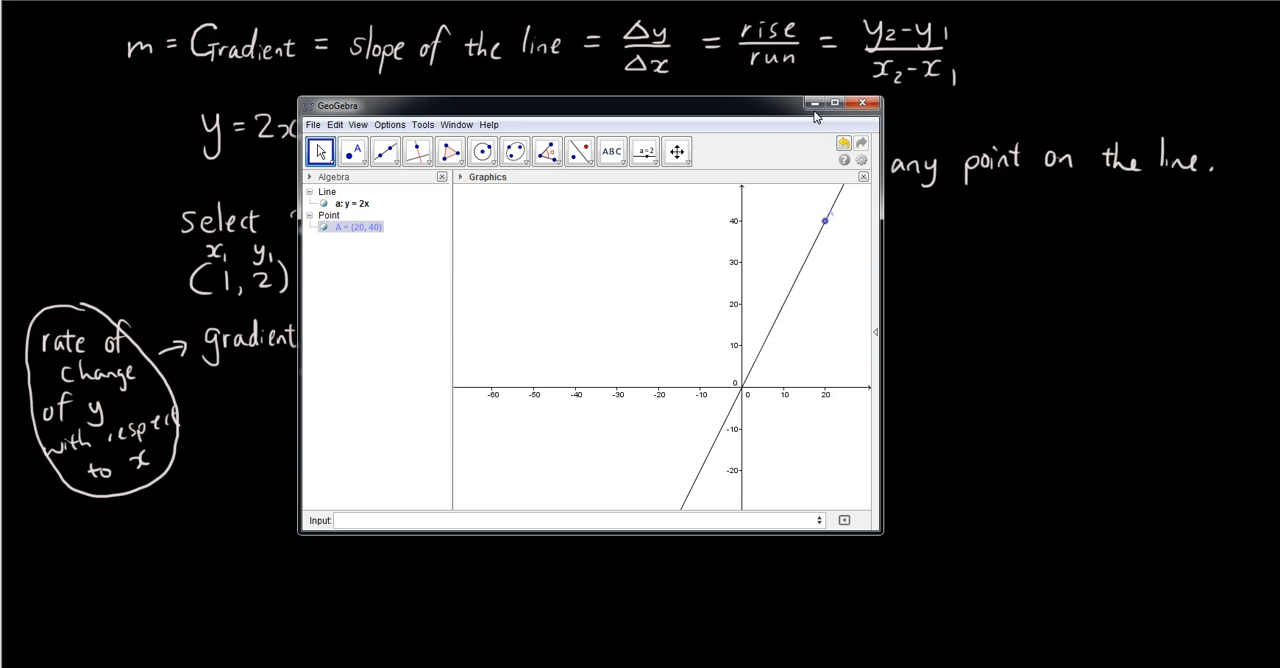 m = Gradient = slope of the line = Δy/Δx = rise/run = y₂-y₁/x₂-x₁
GeoGebra
File Edit View Options Tools Window Help
y = 2x
A
α
ABC
a=2
any point on the line.
Algebra
Graphics
Line
a: y = 2x
Point
A = (20, 40)
A
select
x₁ y₁
(1, 2)
40
30
20
10
0
-60 -50 -40 -30 -20 -10 0 10 20
-10
-20
rate of
change
of y
with respect
to x
→ gradient
Input: